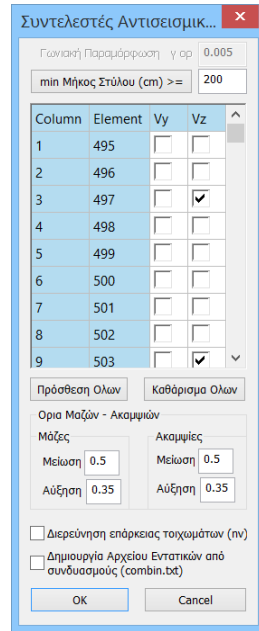 Συντελεστές Αντισεισμικ...
Γωνιακή Παραμόρφωση γ αρ 0.005
min Μήκος Στύλου (cm) >= 200
Column Element Vy Vz
1 495
2 496
3 497
4 498
5 499
6 500
7 501
8 502
9 503
Πρόσθεση Ολων Καθάρισμα Ολων
Ορια Μαζών - Ακαμψιών
Μάζες Ακαμψίες
Μείωση 0.5 Μείωση 0.5
Αύξηση 0.35 Αύξηση 0.35
Διερεύνηση επάρκειας τοιχωμάτων (nv)
Δημιουργία Αρχείου Εντατικών από
συνδυασμούς (combin.txt)
OK Cancel